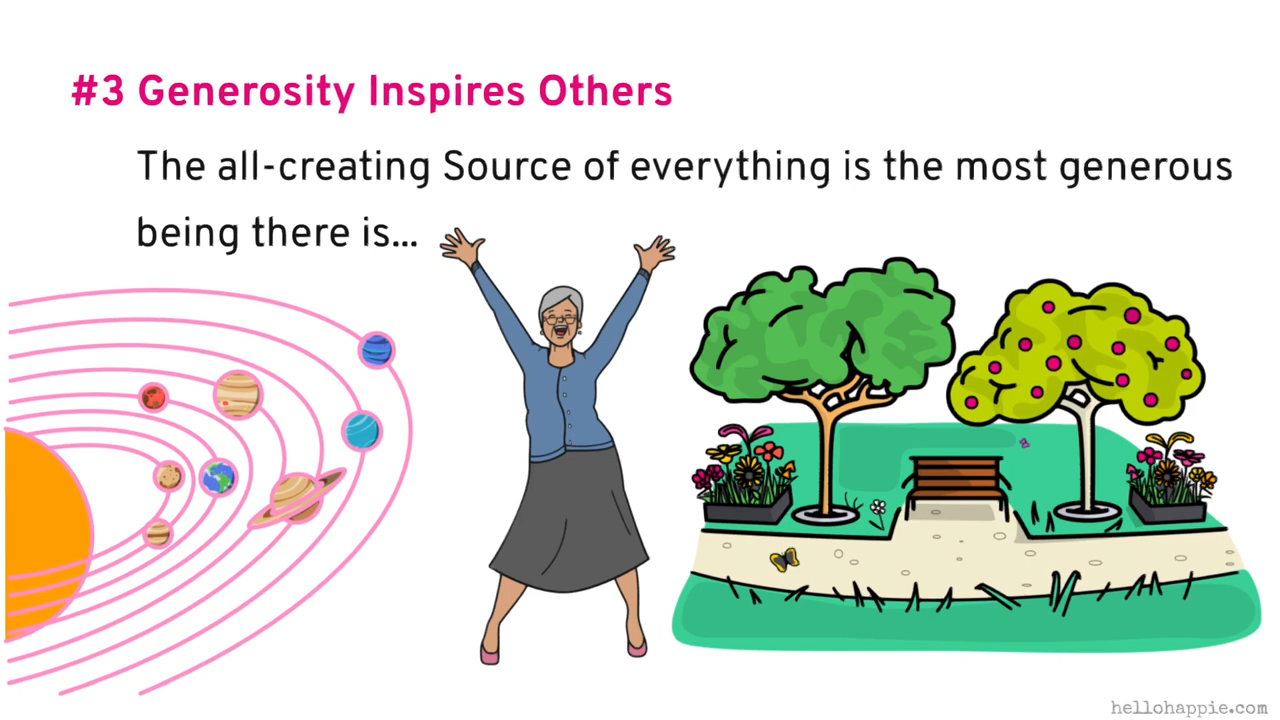 #3 Generosity Inspires Others
The all-creating Source of everything is the most generous
being there is...
hellohappie.com